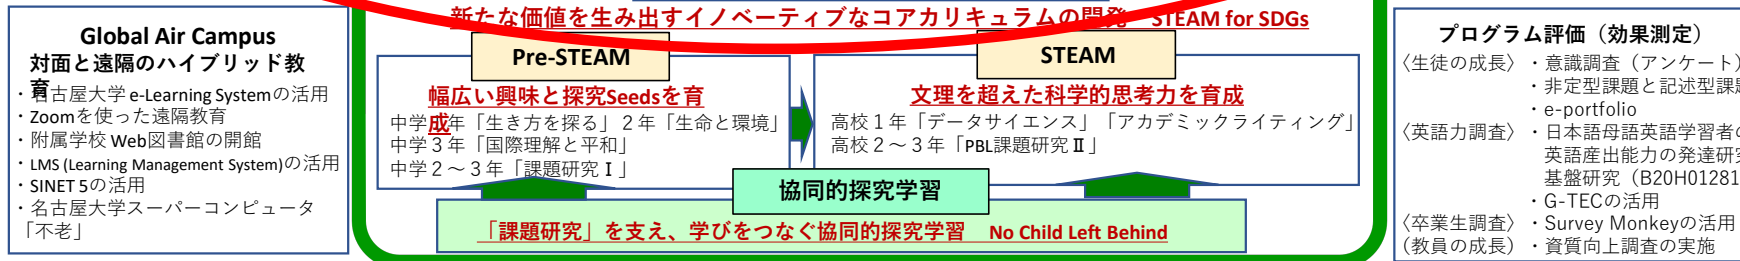 Global Air Campus
対面と遠隔のハイブリッド教
育
・名古屋大学 e-Learning Systemの活用
・Zoomを使った遠隔教育
・附属学校 Web図書館の開館
・LMS (Learning Management System)の活用
・SINET 5の活用
・名古屋大学スーパーコンピュータ
「不老」
新たな価値を生み出すイノベーティブなコアカリキュラムの開発 STEAM for SDGs
Pre-STEAM
幅広い興味と探究Seedsを育
成
中学 年「生き方を探る」２年「生命と環境」
中学３年「国際理解と平和」
中学２～３年「課題研究Ⅰ」
STEAM
文理を超えた科学的思考力を育成
高校１年「データサイエンス」「アカデミックライティング」
高校２～３年「PBL課題研究Ⅱ」
協同的探究学習
「課題研究」を支え、学びをつなぐ協同的探究学習 No Child Left Behind
プログラム評価（効果測定）
〈生徒の成長〉・意識調査（アンケート）
・非定型課題と記述型課題
・e-portfolio
〈英語力調査〉・日本語母語英語学習者の
英語産出能力の発達研究
基盤研究（B20H01281
・G-TECの活用
〈卒業生調査〉・Survey Monkeyの活用
(教員の成長）・資質向上調査の実施